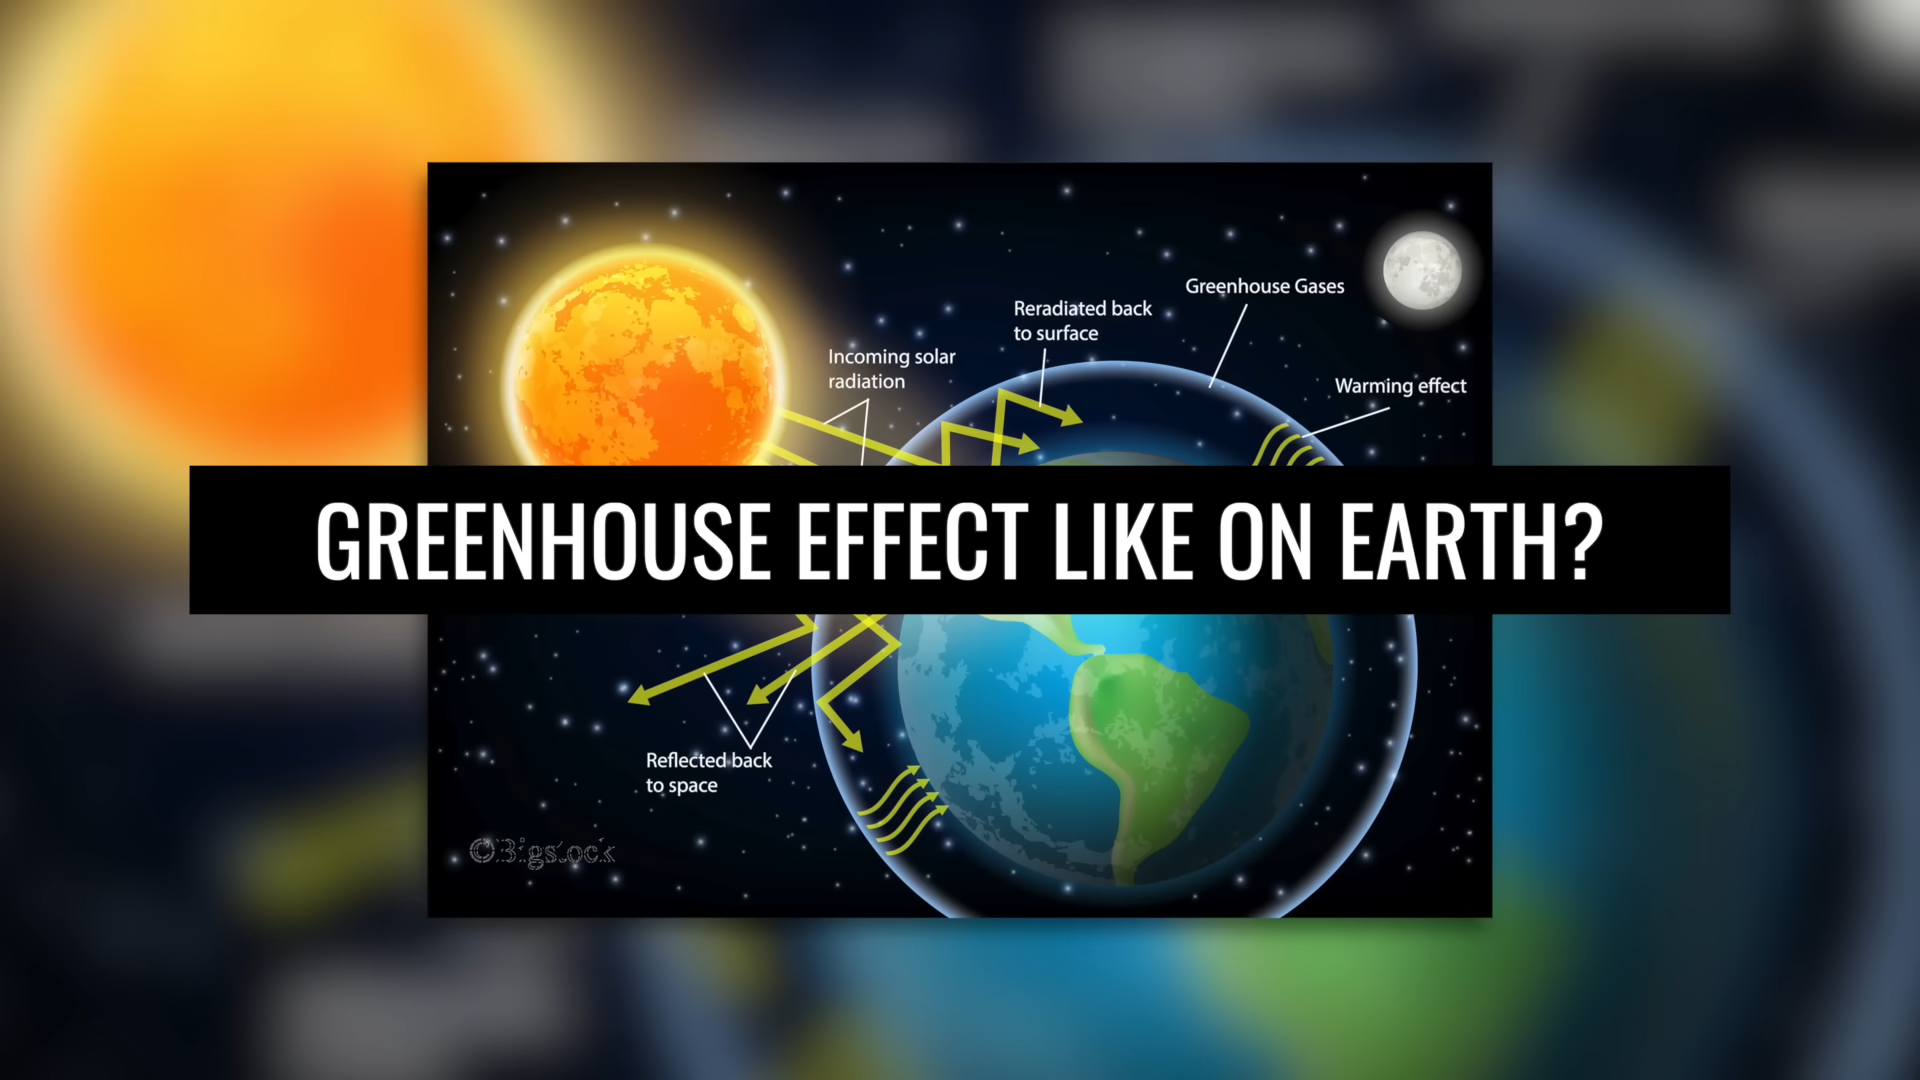 Greenhouse Gases
Reradiated back
to surface
Incoming solar
radiation
Warming effect
GREENHOUSE EFFECT LIKE ON EARTH?
Reflected back
to space
©Bigstock